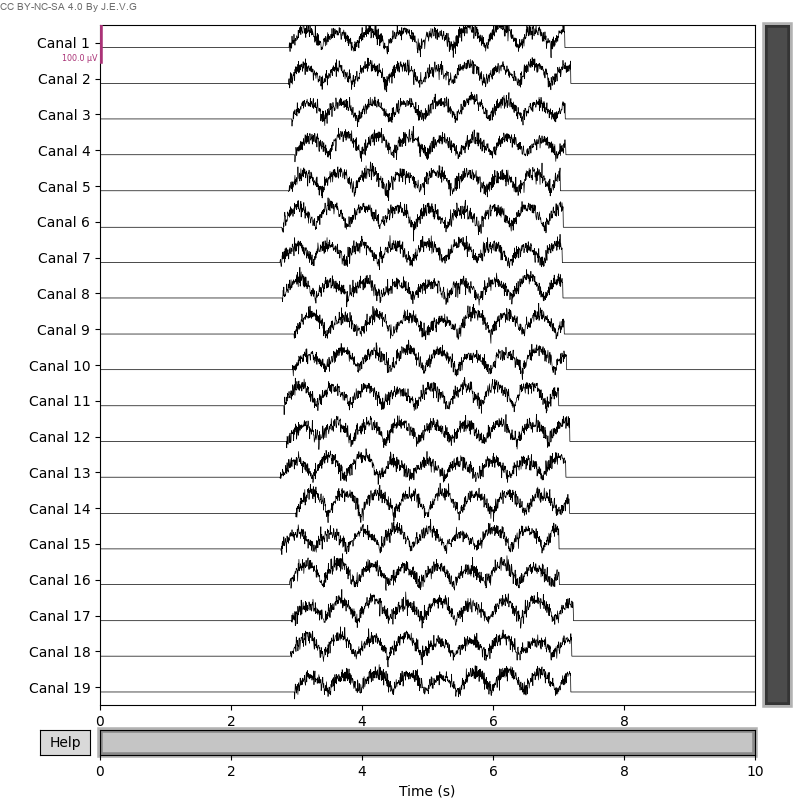 CC BY-NC-SA 4.0 By J.E.V.G
Canal 1
100.0 µV
Canal 2
Canal 3
Canal 4
Canal 5
Canal 6
Canal 7
Canal 8
Canal 9
Canal 10
Canal 11
Canal 12
Canal 13
Canal 14
Canal 15
Canal 16
Canal 17
Canal 18
Canal 19
0 2 4 6 8
Help
0 2 4 6 8 10
Time (s)